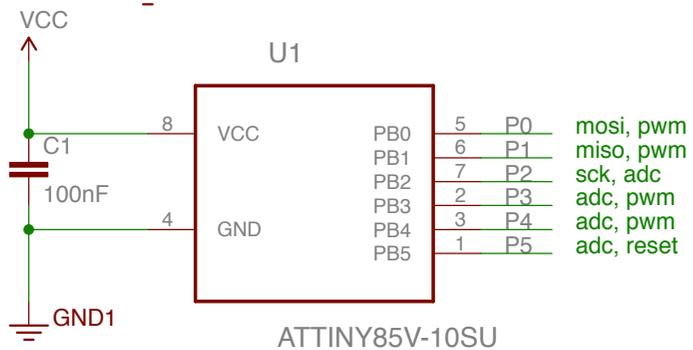 VCC
U1
8 VCC PB0 5 P0 mosi, pwm
C1 PB1 6 P1 miso, pwm
PB2 7 P2 sck, adc
100nF PB3 2 P3 adc, pwm
4 GND PB4 3 P4 adc, pwm
PB5 1 P5 adc, reset
GND1
ATTINY85V-10SU